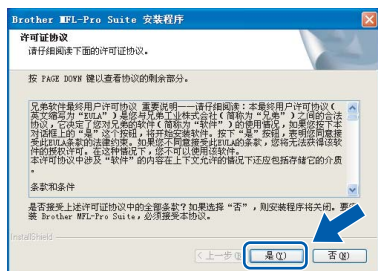 Brother MFL-Pro Suite 安装程序
许可证协议
请仔细阅读下面的许可证协议。
按 PAGE DOWN 键以查看协议的剩余部分。
兄弟软件最终用户许可协议 重要说明——请仔细阅读：本最终用户许可协议（
英文缩写为“EULA”）是您与兄弟工业株式会社（简称为“兄弟”）之间的合法
协议，它决定了您对兄弟的软件（简称为“软件”）的使用情况，如果您按下本
对话框上的“是”这个按钮，将开始安装软件。按下“是”按钮，表明您同意接
受此EULA条款的法律约束。如果您不同意接受此EULA的条款，您将无法获得该软
件的授权许可。在这种情况下，您不可以使用该软件。
本许可协议中涉及“软件”的内容在上下文允许的情况下还应包括存储它的介质
。
条款和条件
是否接受上述许可证协议中的全部条款？如果选择“否”，则安装程序将关闭。要
装 Brother MFL-Pro Suite，必须接受本协议。
InstallShield
<上一步(B) 是(Y) 否(N)